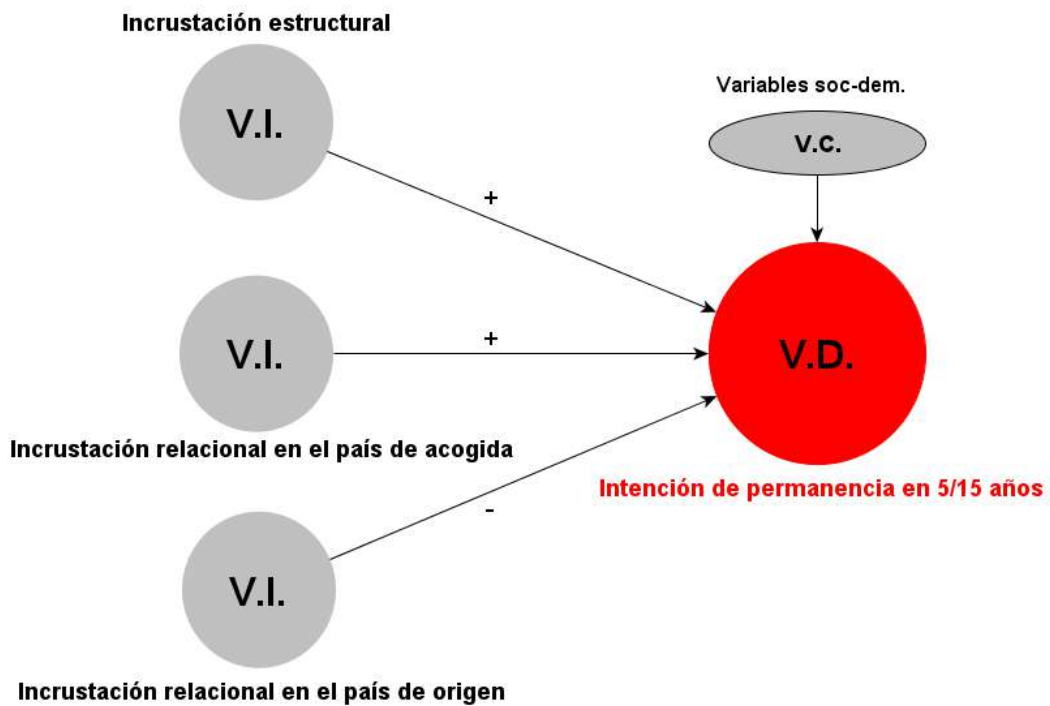 Incrustación estructural
V.I.
Variables soc-dem.
V.C.
+
V.I.
+
V.D.
Incrustación relacional en el país de acogida
Intención de permanencia en 5/15 años
-
V.I.
Incrustación relacional en el país de origen